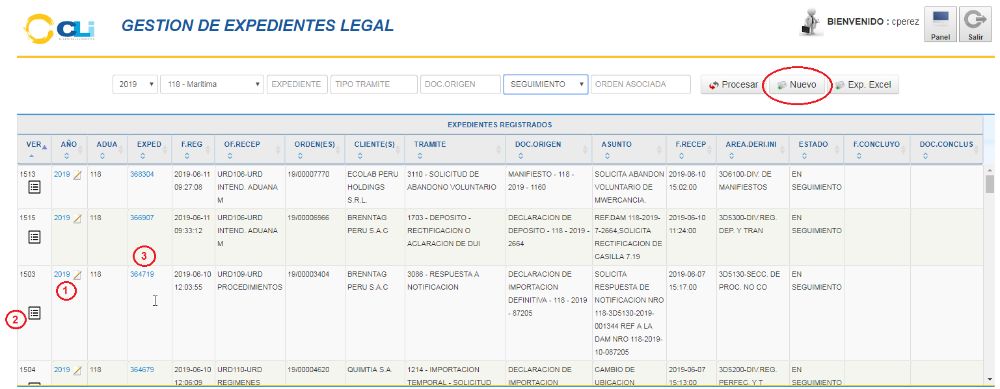 CLi
GESTION DE EXPEDIENTES LEGAL
BIENVENIDO : cperez
Panel
Salir
2019
118 - Maritima
EXPEDIENTE
TIPO TRAMITE
DOC.ORIGEN
SEGUIMIENTO
ORDEN ASOCIADA
Procesar
Nuevo
Exp. Excel
EXPEDIENTES REGISTRADOS
VER AÑO ADUA EXPED F.REG OF.RECEP ORDEN(ES) CLIENTE(S) TRAMITE DOC.ORIGEN ASUNTO F.RECEP AREA.DERI.INI ESTADO F.CONCLUYO DOC.CONCLUS
1513 2019 118 368304 2019-06-11 URD106-URD 19/00007770 ECOLAB PERU 3110 - SOLICITUD DE MANIFIESTO - 118 - SOLICITA ABANDON 2019-06-10 3D6100-DIV. DE EN
09:27:08 INTEND. ADUANA HOLDINGS ABANDONO VOLUNTARIO 2019 - 1160 VOLUNTARIO DE 15:02:00 MANIFIESTOS SEGUIMIENTO
M S.R.L. MWERCANCIA.
1515 2019 118 366907 2019-06-11 URD106-URD 19/00006966 BRENNTAG 1703 - DEPOSITO - DECLARACION DE REF.DAM 118-2019- 2019-06-10 3D5300-DIV.REG. EN
09:33:12 INTEND. ADUANA PERU S.A.C RECTIFICACION O DEPOSITO - 118 - 2019 - 7-2664,SOLICITA 11:24:00 DEP. Y TRAN SEGUIMIENTO
M ACLARACION DE DUI 2664 RECTIFICACION DE
3 CASILLA 7.19
1503 2019 118 364719 2019-06-10 URD109-URD 19/00003404 BRENNTAG 3086 - RESPUESTA A DECLARACION DE SOLICITA 2019-06-07 3D5130-SECC. DE EN
1 12:03:55 PROCEDIMIENTOS PERU S.A.C NOTIFICACION IMPORTACION RESPUESTA DE 15:17:00 PROC. NO CO SEGUIMIENTO
DEFINITIVA - 118 - 2019 NOTIFICACION NRO
2 - 87205 118-3D5130-2019-
001344 REF A LA
DAM NRO 118-2019-
10-087205
1504 2019 118 364679 2019-06-10 URD110-URD 19/00004620 QUIMTIA S.A. 1214 - IMPORTACION DECLARACION DE CAMBIO DE 2019-06-07 3D5200-DIV.REG. EN
12:06:09 REGIMENES TEMPORAL - SOLICITUD IMPORTACION UBICACION 15:13:00 PERFEC. Y T SEGUIMIENTO